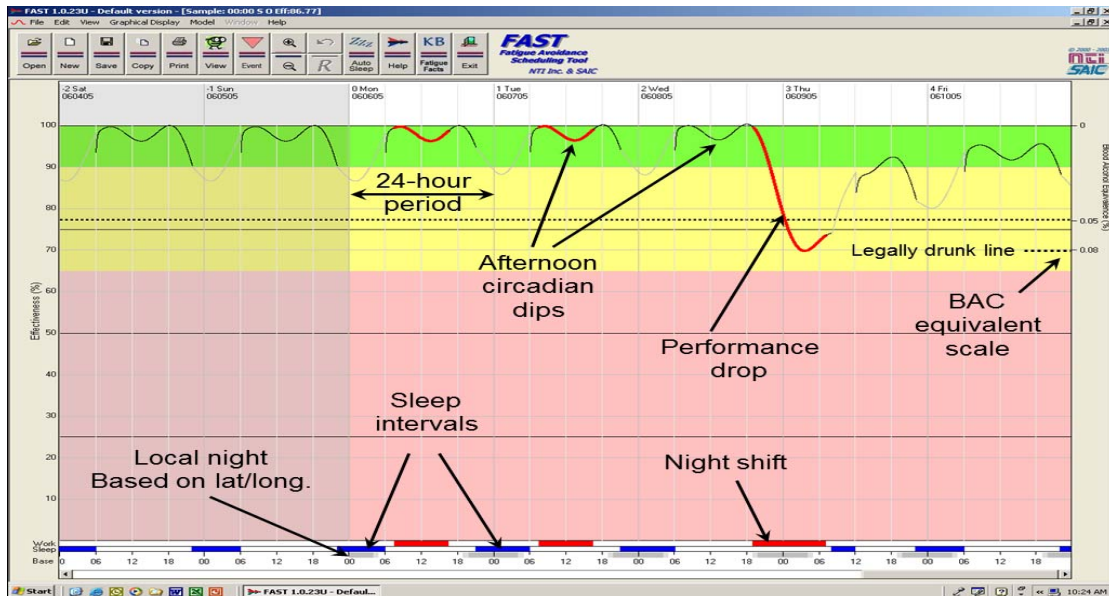 FAST 1.0.23U - Default version - [Sample: 00:00 S O Eff:86.77]
File Edit View Graphical Display Model Window Help
Open New Save Copy Print View Event R Auto Sleep Help KB Fatigue Facts Exit
FAST
Fatigue Avoidance
Scheduling Tool
NTI Inc. & SAIC
NTI
SAIC
-2 Sat -1 Sun 0 Mon 1 Tue 2 Wed 3 Thu 4 Fri
060405 060505 060605 060705 060805 060905 061005
100
90
80
70
60
50
40
30
20
10
Effectiveness (%)
0
0.05
0.08
Blood Alcohol Equivalence (%)
24-hour
period
Afternoon
circadian
dips
Legally drunk line
BAC
equivalent
scale
Performance
drop
Sleep
intervals
Local night
Based on lat/long.
Night shift
Work
Sleep
Base 0 06 12 18 00 06 12 18 00 06 12 18 00 06 12 18 00 06 12 18 00 06 12 18 00 06 12 18
Start FAST 1.0.23U - Defaul... 10:24 AM